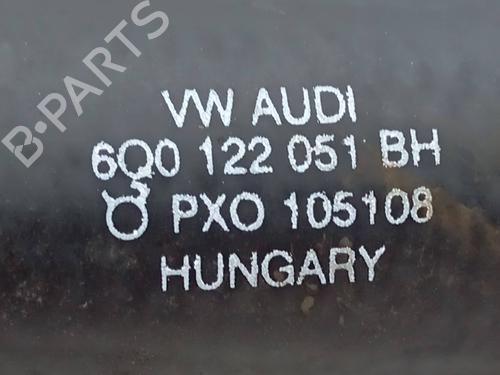 B-PARTS
VW AUDI
6Q0 122 051 BH
PXO 105108
HUNGARY